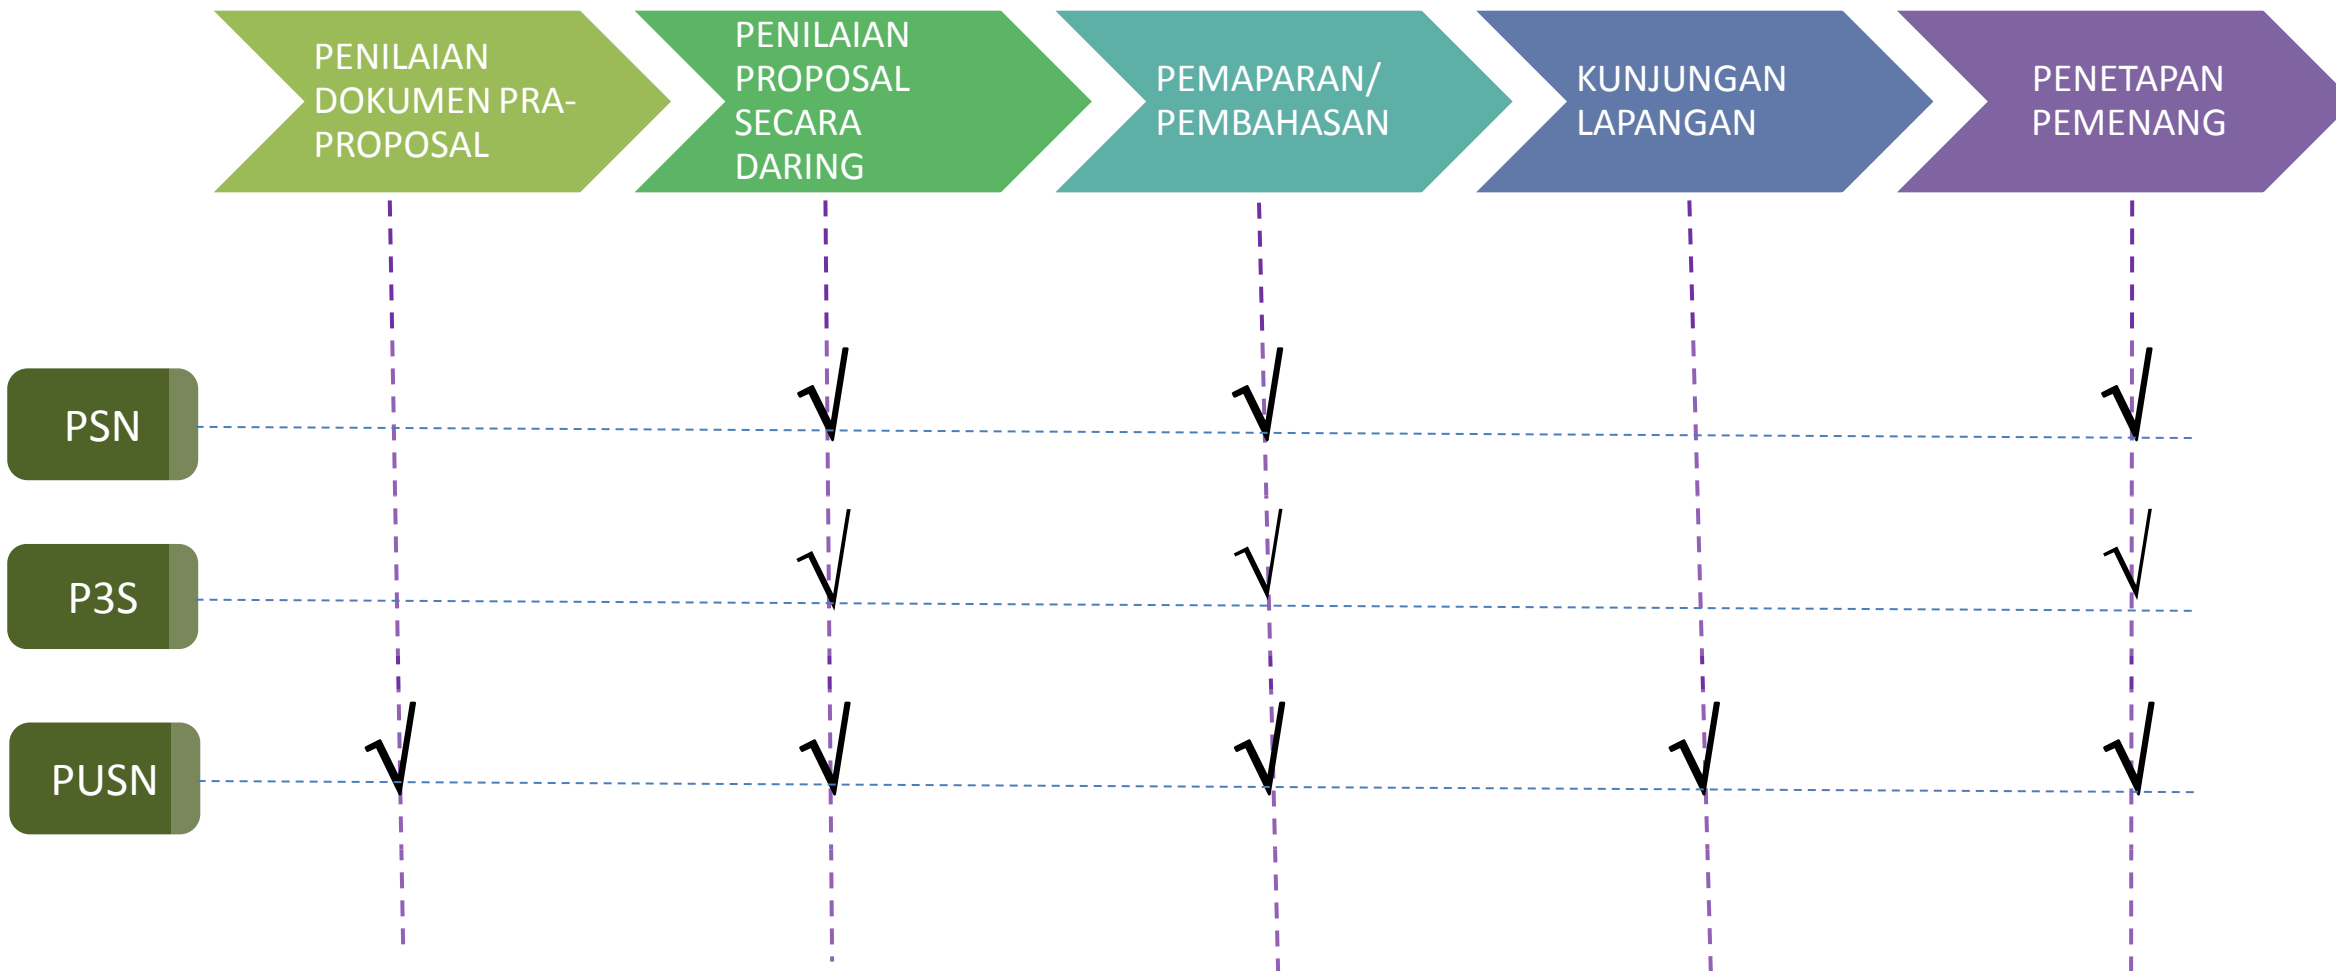 PENILAIAN
DOKUMEN PRA-
PROPOSAL
PENILAIAN
PROPOSAL
SECARA
DARING
PEMAPARAN/
PEMBAHASAN
KUNJUNGAN
LAPANGAN
PENETAPAN
PEMENANG
PSN
√ √ √
P3S
√ √ √
PUSN
√ √ √ √ √